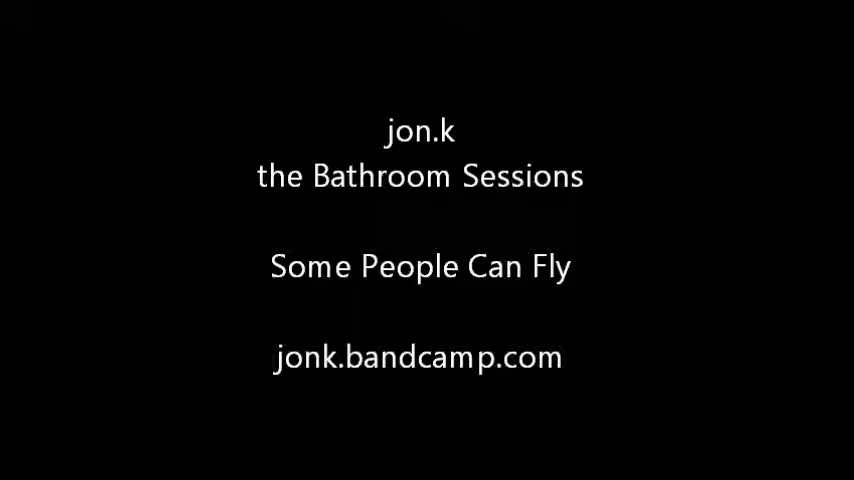 jon.k
the Bathroom Sessions
Some People Can Fly
jonk.bandcamp.com